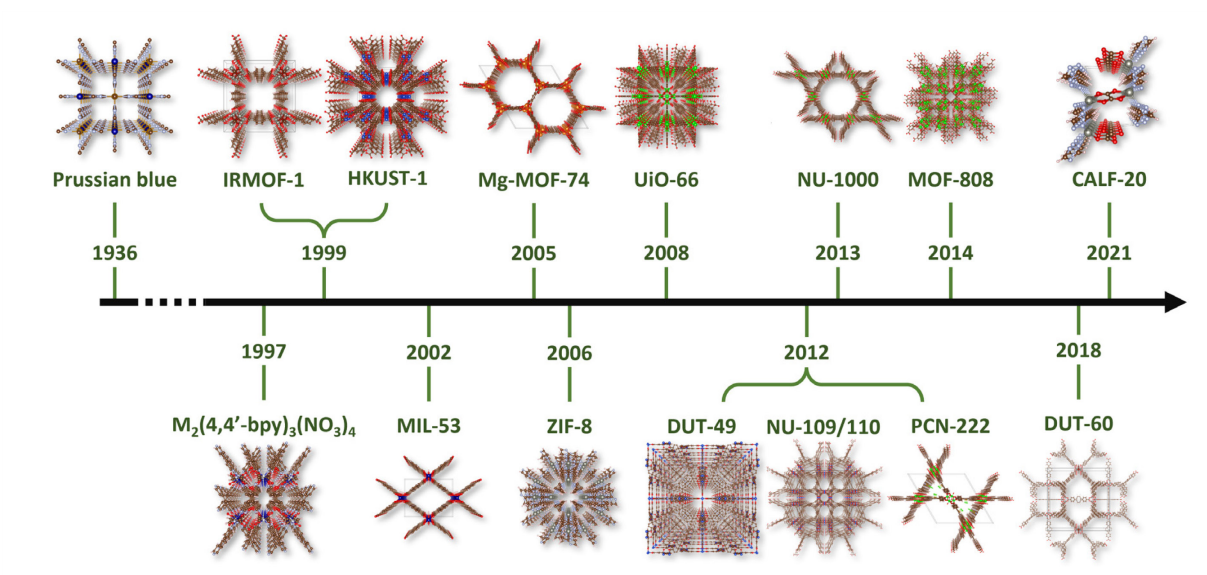 Prussian blue
IRMOF-1
HKUST-1
Mg-MOF-74
UiO-66
NU-1000
MOF-808
CALF-20
1936
1999
2005
2008
2013
2014
2021
1997
2002
2006
2012
2018
M₂(4,4’-bpy)₃(NO₃)₄
MIL-53
ZIF-8
DUT-49
NU-109/110
PCN-222
DUT-60